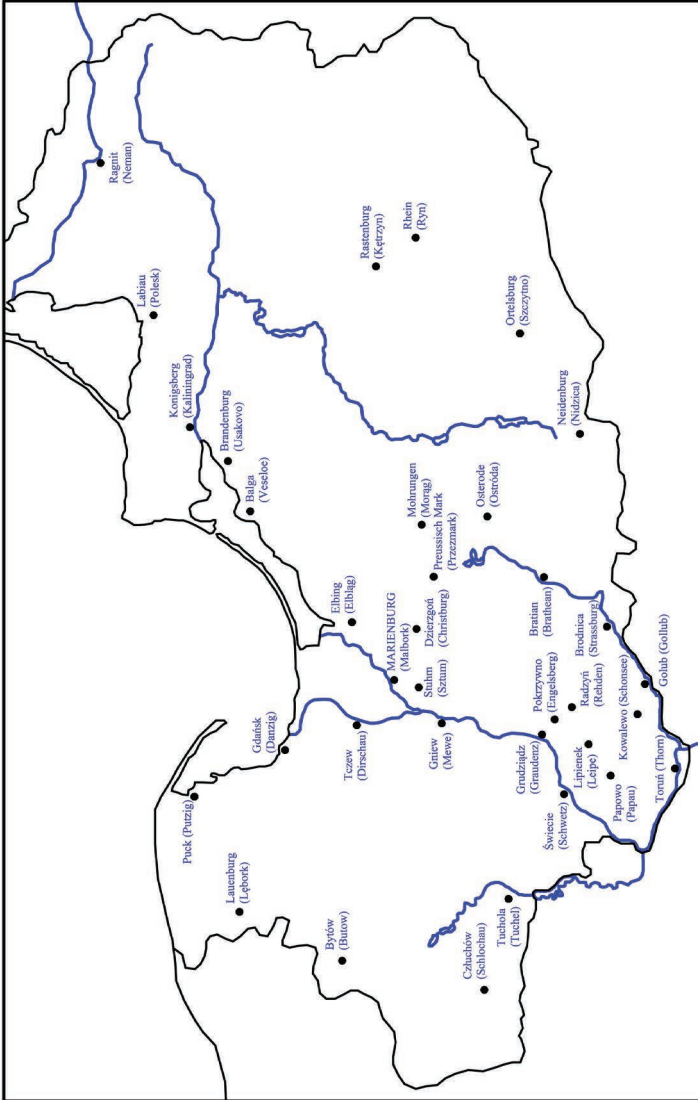 Ragnit
(Neman)
Labiau
(Polesk)
Konigsberg
(Kaliningrad)
Brandenburg
(Usakovo)
Balga
(Veseloe)
Rastenburg
(Kętrzyn)
Rhein
(Ryn)
Ortelsburg
(Szczytno)
Neidenburg
(Nidzica)
Mohrungen
(Morąg)
Preussisch Mark
(Przezmark)
Osterode
(Ostróda)
Elbing
(Elbląg)
MARIENBURG
(Malbork)
Dzierzgoń
(Christburg)
Stuhm
(Sztum)
Bratian
(Brathean)
Brodnica
(Strassburg)
Gdańsk
(Danzig)
Tczew
(Dirschau)
Gniew
(Mewe)
Pokrzywno
(Engelsberg)
Radzyń
(Rehden)
Grudziądz
(Graudenz)
Lipienek
(Leipe)
Kowalewo (Schonsee)
Golub (Gollub)
Puck (Putzig)
Świecie
(Schwetz)
Papowo
(Papau)
Toruń (Thorn)
Lauenburg
(Lębork)
Bytów
(Butow)
Tuchola
(Tuchel)
Człuchów
(Schlochau)